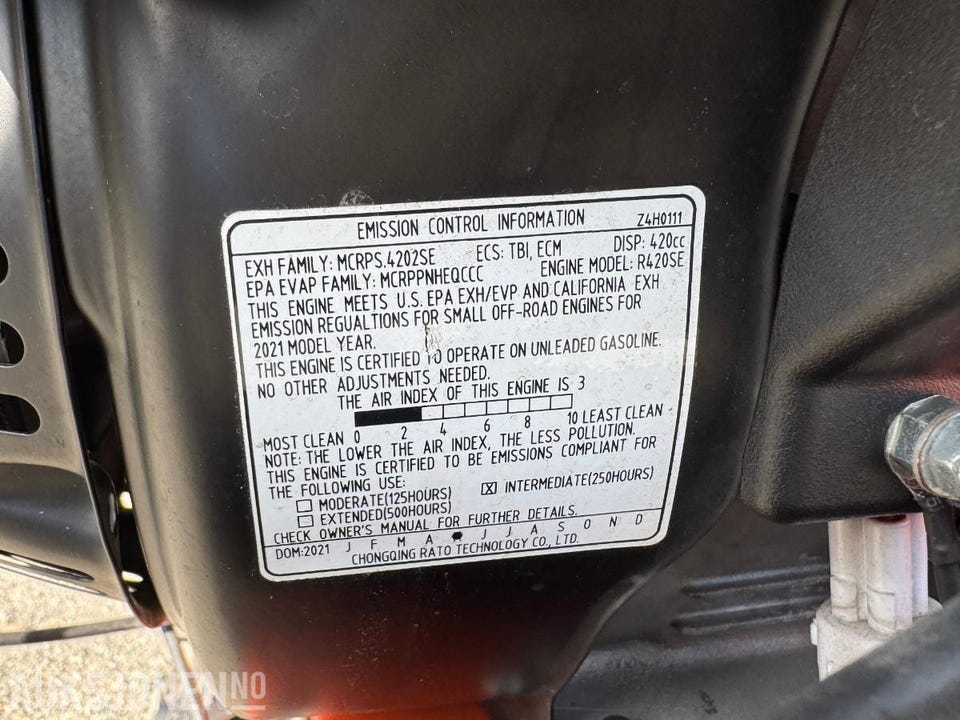 EMISSION CONTROL INFORMATION Z4H0111
EXH FAMILY: MCRPS.4202SE ECS: TBI, ECM DISP: 420cc
EPA EVAP FAMILY: MCRPPNHEQCCC ENGINE MODEL: R420SE
THIS ENGINE MEETS U.S. EPA EXH/EVP AND CALIFORNIA EXH
EMISSION REGUALTIONS FOR SMALL OFF-ROAD ENGINES FOR
2021 MODEL YEAR.
THIS ENGINE IS CERTIFIED TO OPERATE ON UNLEADED GASOLINE.
NO OTHER ADJUSTMENTS NEEDED.
THE AIR INDEX OF THIS ENGINE IS 3
MOST CLEAN 0 2 4 6 8 10 LEAST CLEAN
NOTE: THE LOWER THE AIR INDEX, THE LESS POLLUTION.
THIS ENGINE IS CERTIFIED TO BE EMISSIONS COMPLIANT FOR
THE FOLLOWING USE:
☐ MODERATE(125HOURS) ☒ INTERMEDIATE(250HOURS)
☐ EXTENDED(500HOURS)
CHECK OWNER'S MANUAL FOR FURTHER DETAILS.
DOM:2021 J F M A J J A S O N D
CHONGQING RATO TECHNOLOGY CO., LTD.
AUKSJONEN.NO